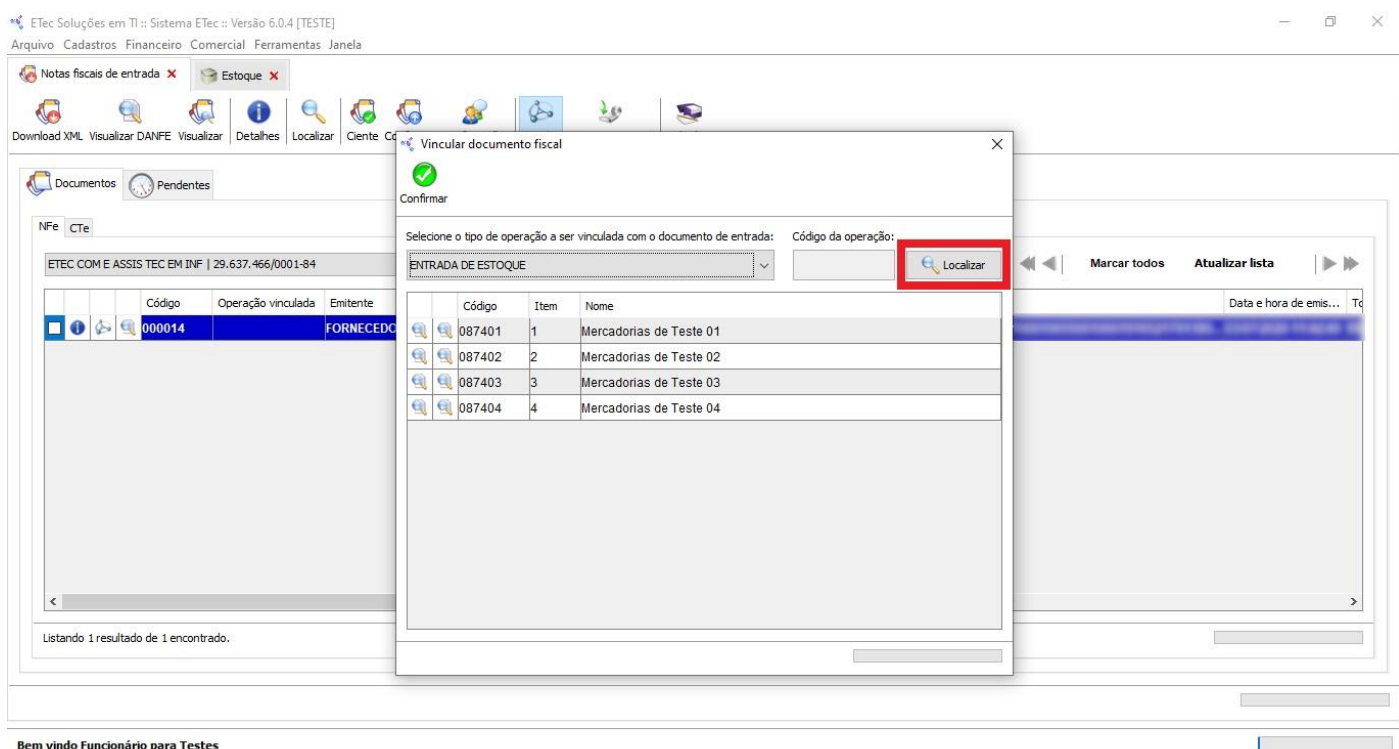 ETec Soluções em TI :: Sistema ETec :: Versão 6.0.4 [TESTE]
Arquivo Cadastros Financeiro Comercial Ferramentas Janela
Notas fiscais de entrada Estoque
Download XML Visualizar DANFE Visualizar Detalhes Localizar Ciente
Vincular documento fiscal
Confirmar
Documentos Pendentes
NFe CTe
Selecione o tipo de operação a ser vinculada com o documento de entrada: Código da operação:
ETEC COM E ASSIS TEC EM INF | 29.637.466/0001-84 ENTRADA DE ESTOQUE Localizar Marcar todos Atualizar lista
Código Operação vinculada Emitente Data e hora de emis...
000014 FORNECEDO
Código Item Nome
087401 1 Mercadorias de Teste 01
087402 2 Mercadorias de Teste 02
087403 3 Mercadorias de Teste 03
087404 4 Mercadorias de Teste 04
Listando 1 resultado de 1 encontrado.
Bem vindo Funcionário para Testes